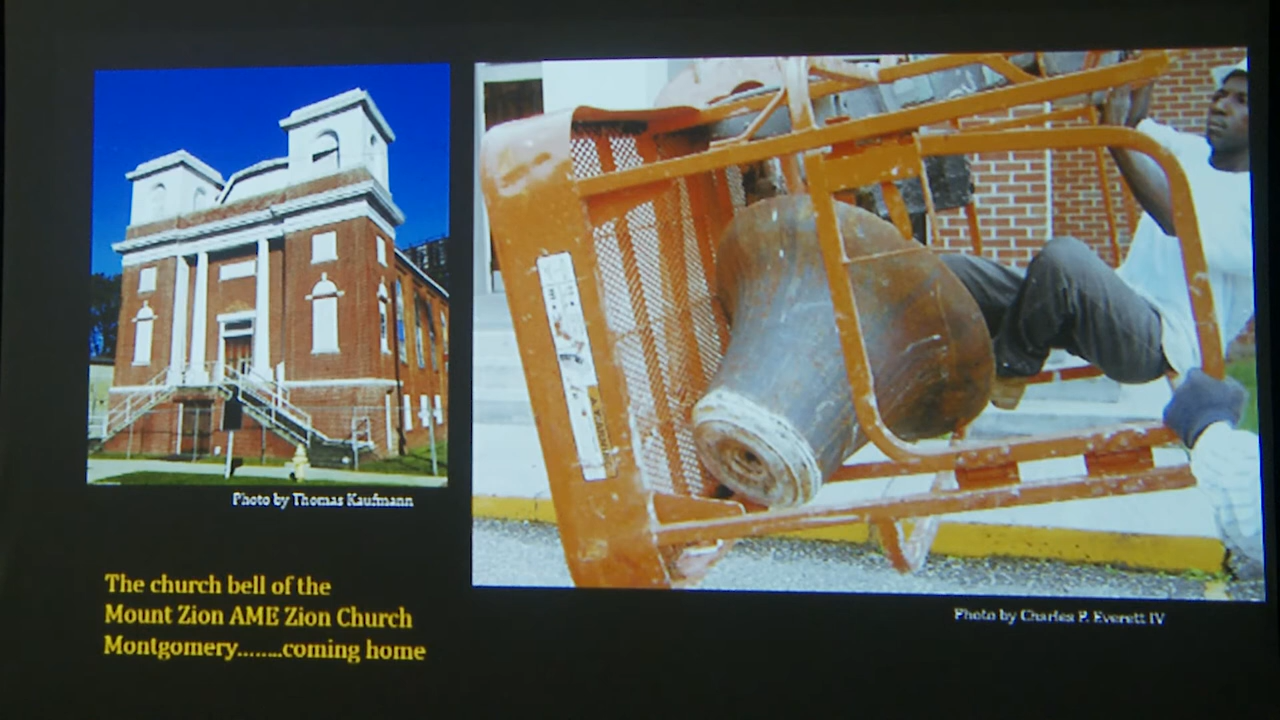 Photo by Thomas Kaufmann
The church bell of the
Mount Zion AME Zion Church
Montgomery........coming home
Photo by Charles P. Everett IV